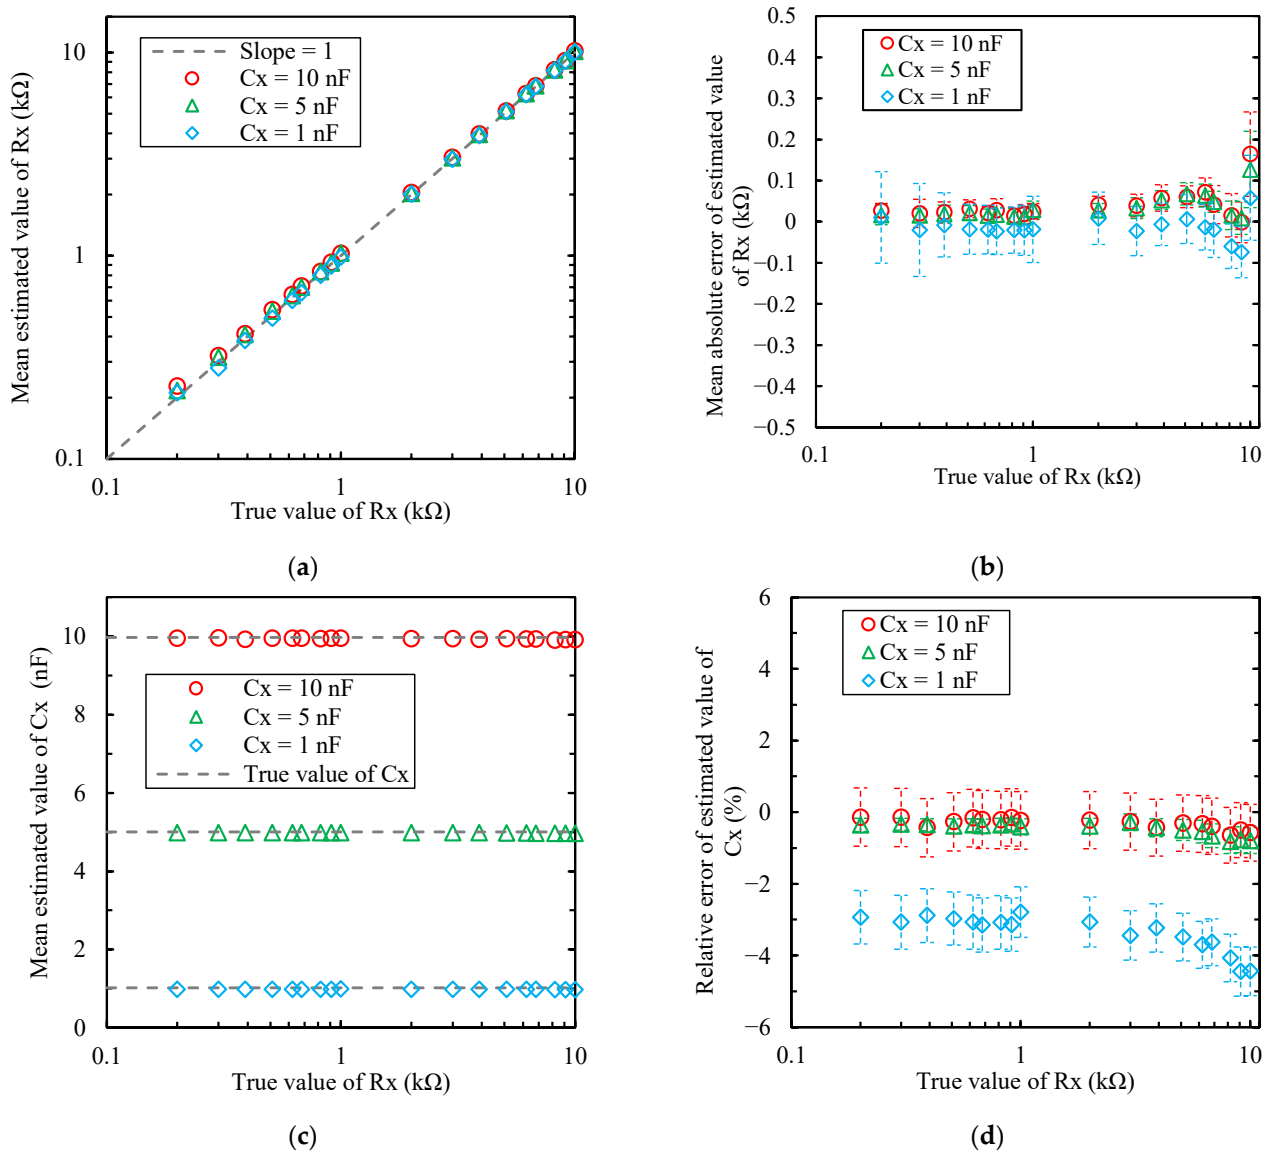 10
1
0.1
0.1
1
10
Mean estimated value of Rx (kΩ)
True value of Rx (kΩ)
Slope = 1
Cx = 10 nF
Cx = 5 nF
Cx = 1 nF
(a)
0.5
0.4
0.3
0.2
0.1
0
−0.1
−0.2
−0.3
−0.4
−0.5
0.1
1
10
Mean absolute error of estimated value
of Rx (kΩ)
True value of Rx (kΩ)
Cx = 10 nF
Cx = 5 nF
Cx = 1 nF
(b)
10
8
6
4
2
0
0.1
1
10
Mean estimated value of Cx (nF)
True value of Rx (kΩ)
Cx = 10 nF
Cx = 5 nF
Cx = 1 nF
True value of Cx
(c)
6
4
2
0
−2
−4
−6
0.1
1
10
Relative error of estimated value of
Cx (%)
True value of Rx (kΩ)
Cx = 10 nF
Cx = 5 nF
Cx = 1 nF
(d)